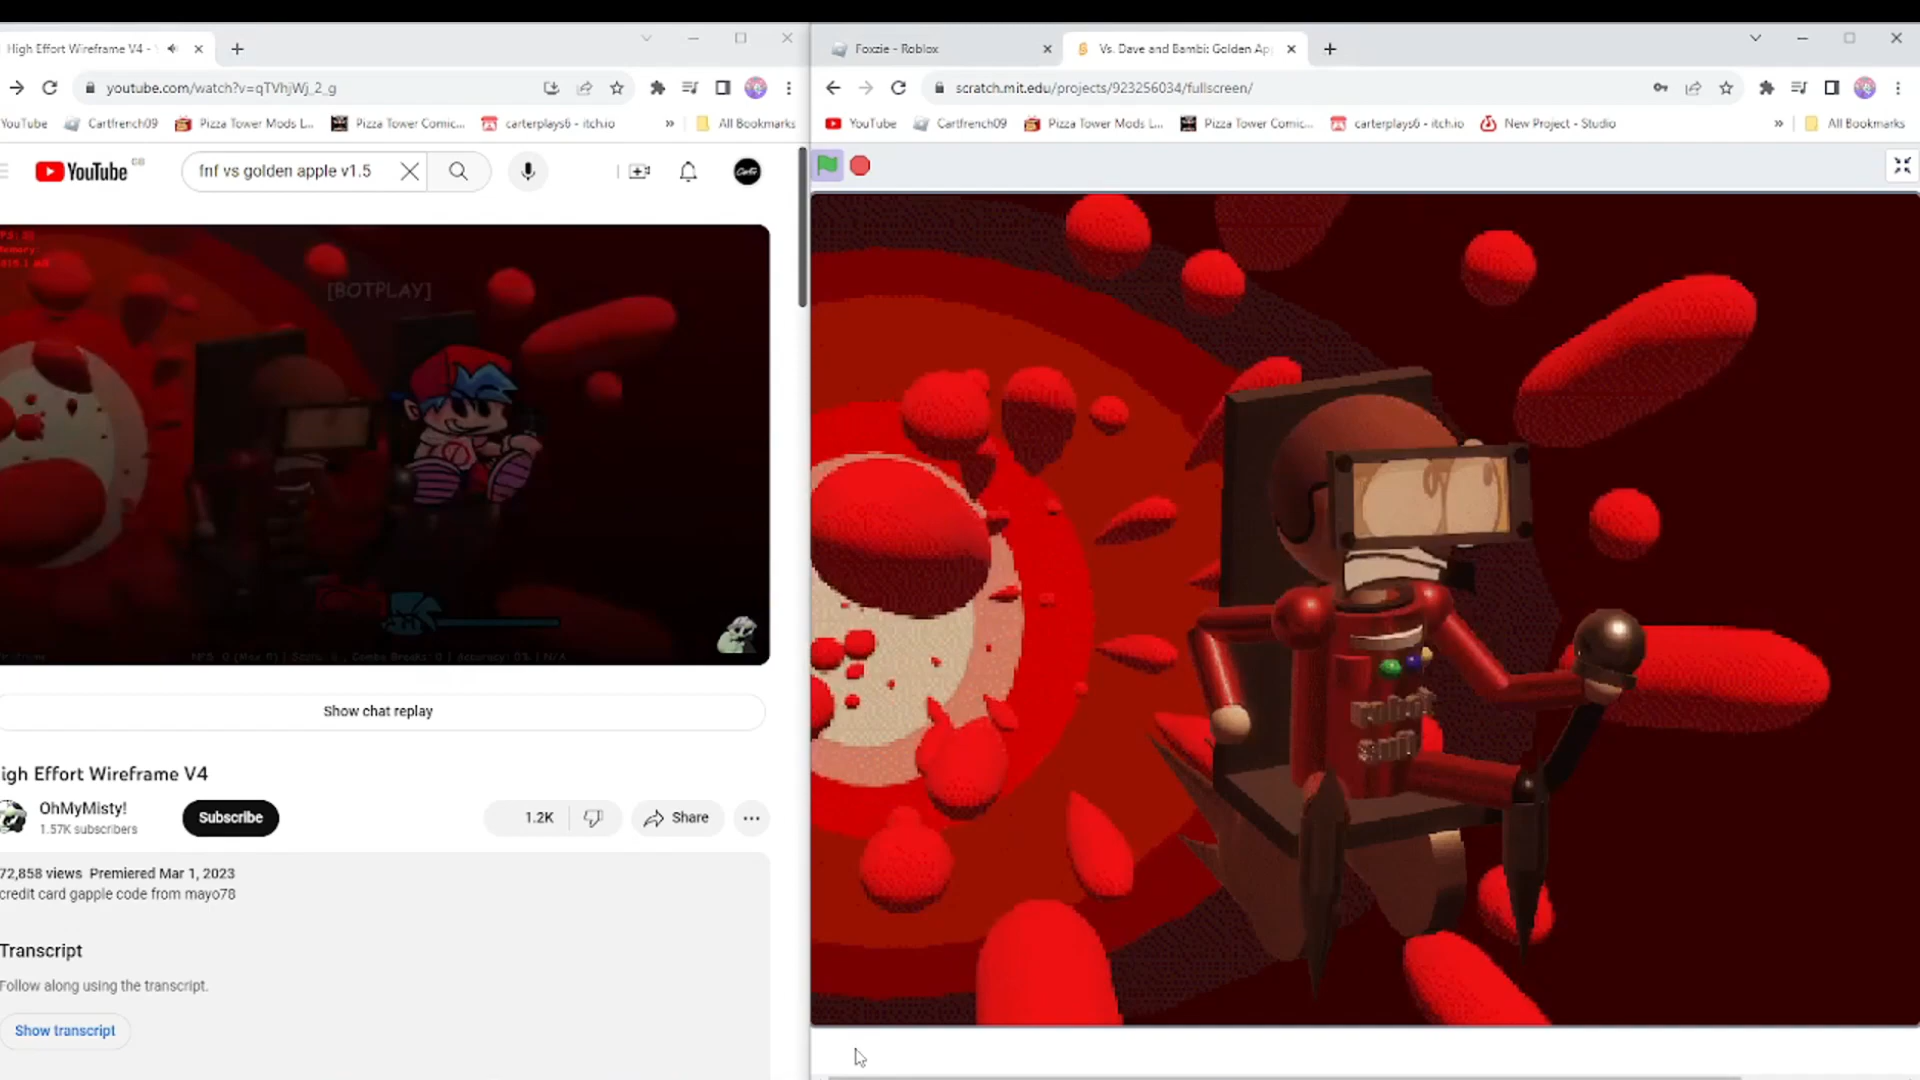 High Effort Wireframe V4 -
youtube.com/watch?v=qTVhjWj_2_g
YouTube
Cartfrench09
Pizza Tower Mods L...
Pizza Tower Comic...
carterplays6 - itch.io
»
All Bookmarks
YouTube
GB
fnf vs golden apple v1.5
[BOTPLAY]
Show chat replay
igh Effort Wireframe V4
OhMyMisty!
1.57K subscribers
Subscribe
1.2K
Share
72,858 views Premiered Mar 1, 2023
credit card gapple code from mayo78
Transcript
Follow along using the transcript.
Show transcript
Foxzie - Roblox
Vs. Dave and Bambi: Golden Ap
scratch.mit.edu/projects/923256034/fullscreen/
YouTube
Cartfrench09
Pizza Tower Mods L...
Pizza Tower Comic...
carterplays6 - itch.io
New Project - Studio
»
All Bookmarks
robot